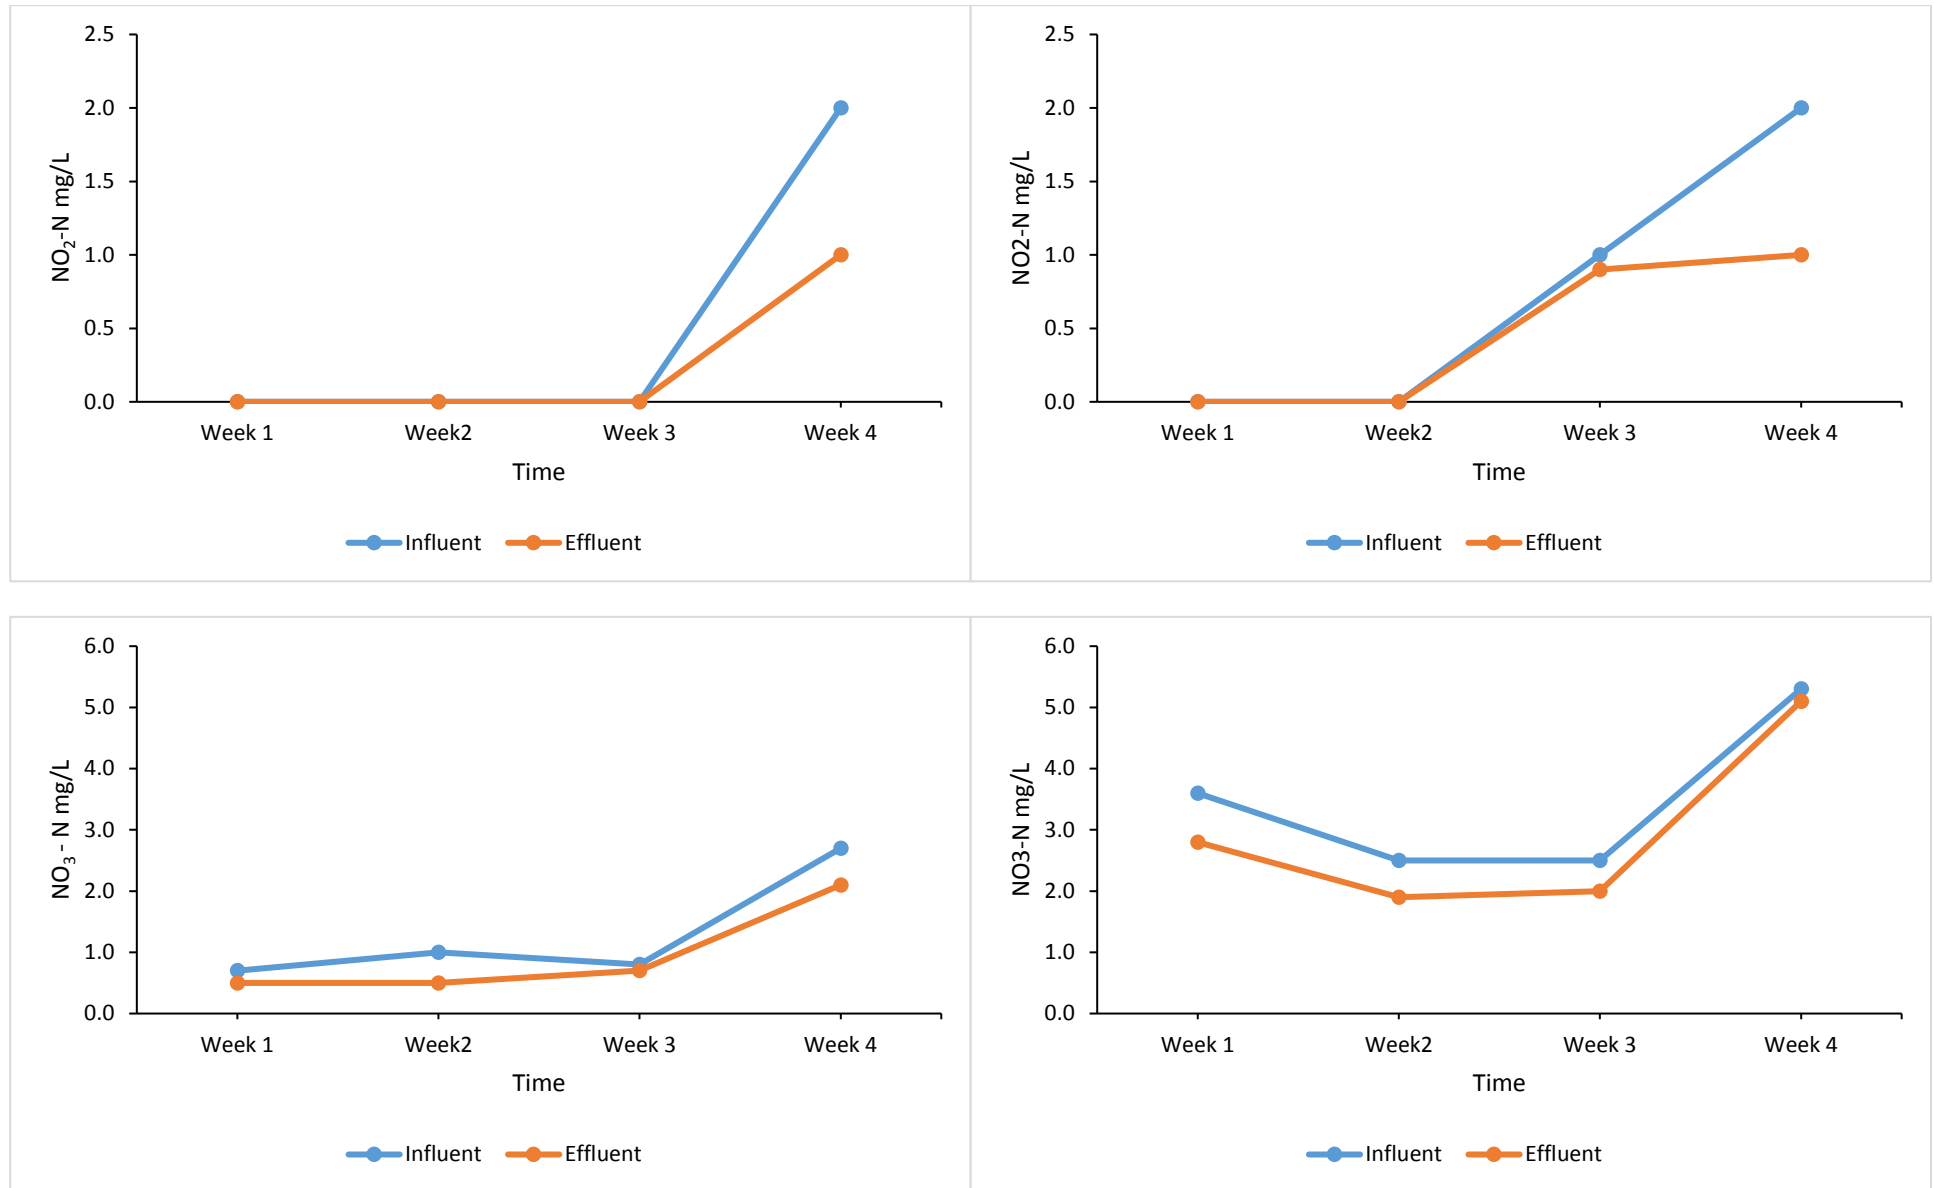 2.5
2.0
1.5
1.0
0.5
0.0
NO₂-N mg/L
Week 1 Week2 Week 3 Week 4
Time
Influent Effluent
2.5
2.0
1.5
1.0
0.5
0.0
NO2-N mg/L
Week 1 Week2 Week 3 Week 4
Time
Influent Effluent
6.0
5.0
4.0
3.0
2.0
1.0
0.0
NO₃ - N mg/L
Week 1 Week2 Week 3 Week 4
Time
Influent Effluent
6.0
5.0
4.0
3.0
2.0
1.0
0.0
NO3-N mg/L
Week 1 Week2 Week 3 Week 4
Time
Influent Effluent